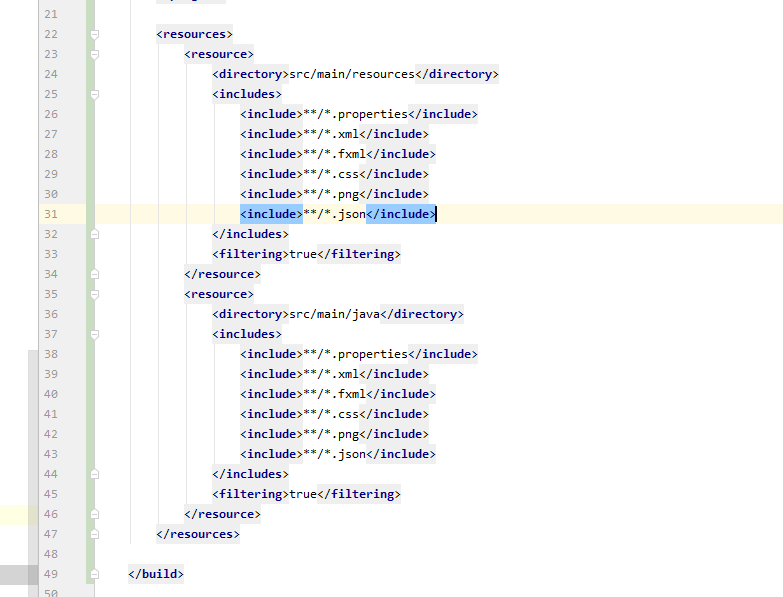 21
22 <resources>
23 <resource>
24 <directory>src/main/resources</directory>
25 <includes>
26 <include>**/*.properties</include>
27 <include>**/*.xml</include>
28 <include>**/*.fxml</include>
29 <include>**/*.css</include>
30 <include>**/*.png</include>
31 <include>**/*.json</include>
32 </includes>
33 <filtering>true</filtering>
34 </resource>
35 <resource>
36 <directory>src/main/java</directory>
37 <includes>
38 <include>**/*.properties</include>
39 <include>**/*.xml</include>
40 <include>**/*.fxml</include>
41 <include>**/*.css</include>
42 <include>**/*.png</include>
43 <include>**/*.json</include>
44 </includes>
45 <filtering>true</filtering>
46 </resource>
47 </resources>
48
49 </build>
50